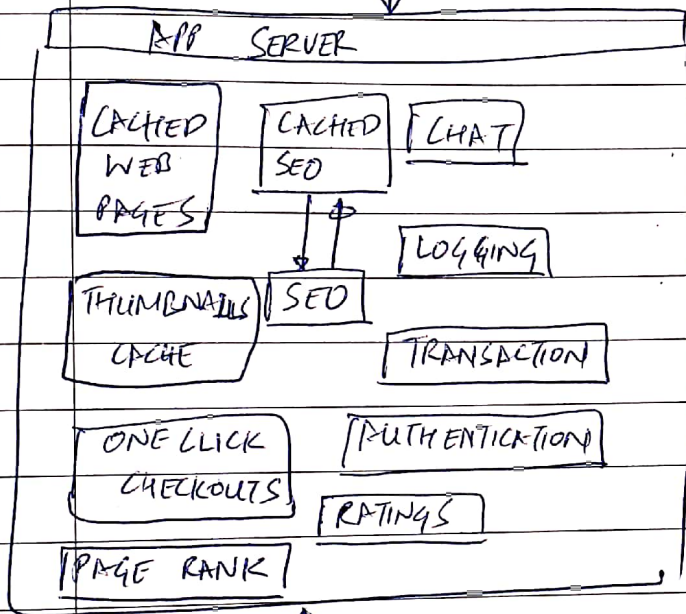 APP SERVER
CACHED
WEB
PAGES
CACHED
SEO
CHAT
LOGGING
SEO
THUMBNAILS
CACHE
TRANSACTION
ONE CLICK
CHECKOUTS
AUTHENTICATION
RATINGS
PAGE RANK